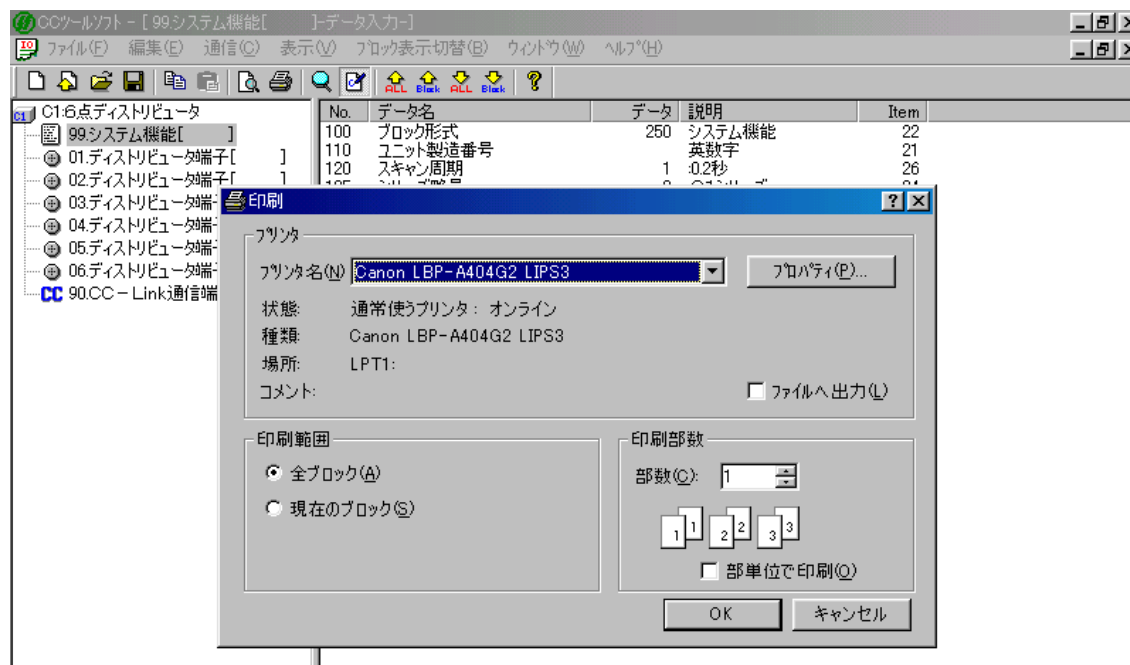 CCツールソフト - [ 99.システム機能[ ]-データ入力-]
ファイル(F) 編集(E) 通信(C) 表示(V) ブロック表示切替(B) ウィンドウ(W) ヘルプ(H)
ALL Block ALL Block
C1:6点ディストリビュータ
99.システム機能[ ]
01.ディストリビュータ端子[ ]
02.ディストリビュータ端子[ ]
03.ディストリビュータ端
04.ディストリビュータ端
05.ディストリビュータ端
06.ディストリビュータ端
CC 90.CC-Link通信端
No. データ名 データ 説明 Item
100 ブロック形式 250 システム機能 22
110 ユニット製造番号 英数字 21
120 スキャン周期 1 :0.2秒 26
印刷
プリンタ
プリンタ名(N) Canon LBP-A404G2 LIPS3 プロパティ(P)...
状態: 通常使うプリンタ: オンライン
種類: Canon LBP-A404G2 LIPS3
場所: LPT1:
コメント: ファイルへ出力(L)
印刷範囲
全ブロック(A)
現在のブロック(S)
印刷部数
部数(C): 1
1 1 2 2 3 3
部単位で印刷(O)
OK キャンセル